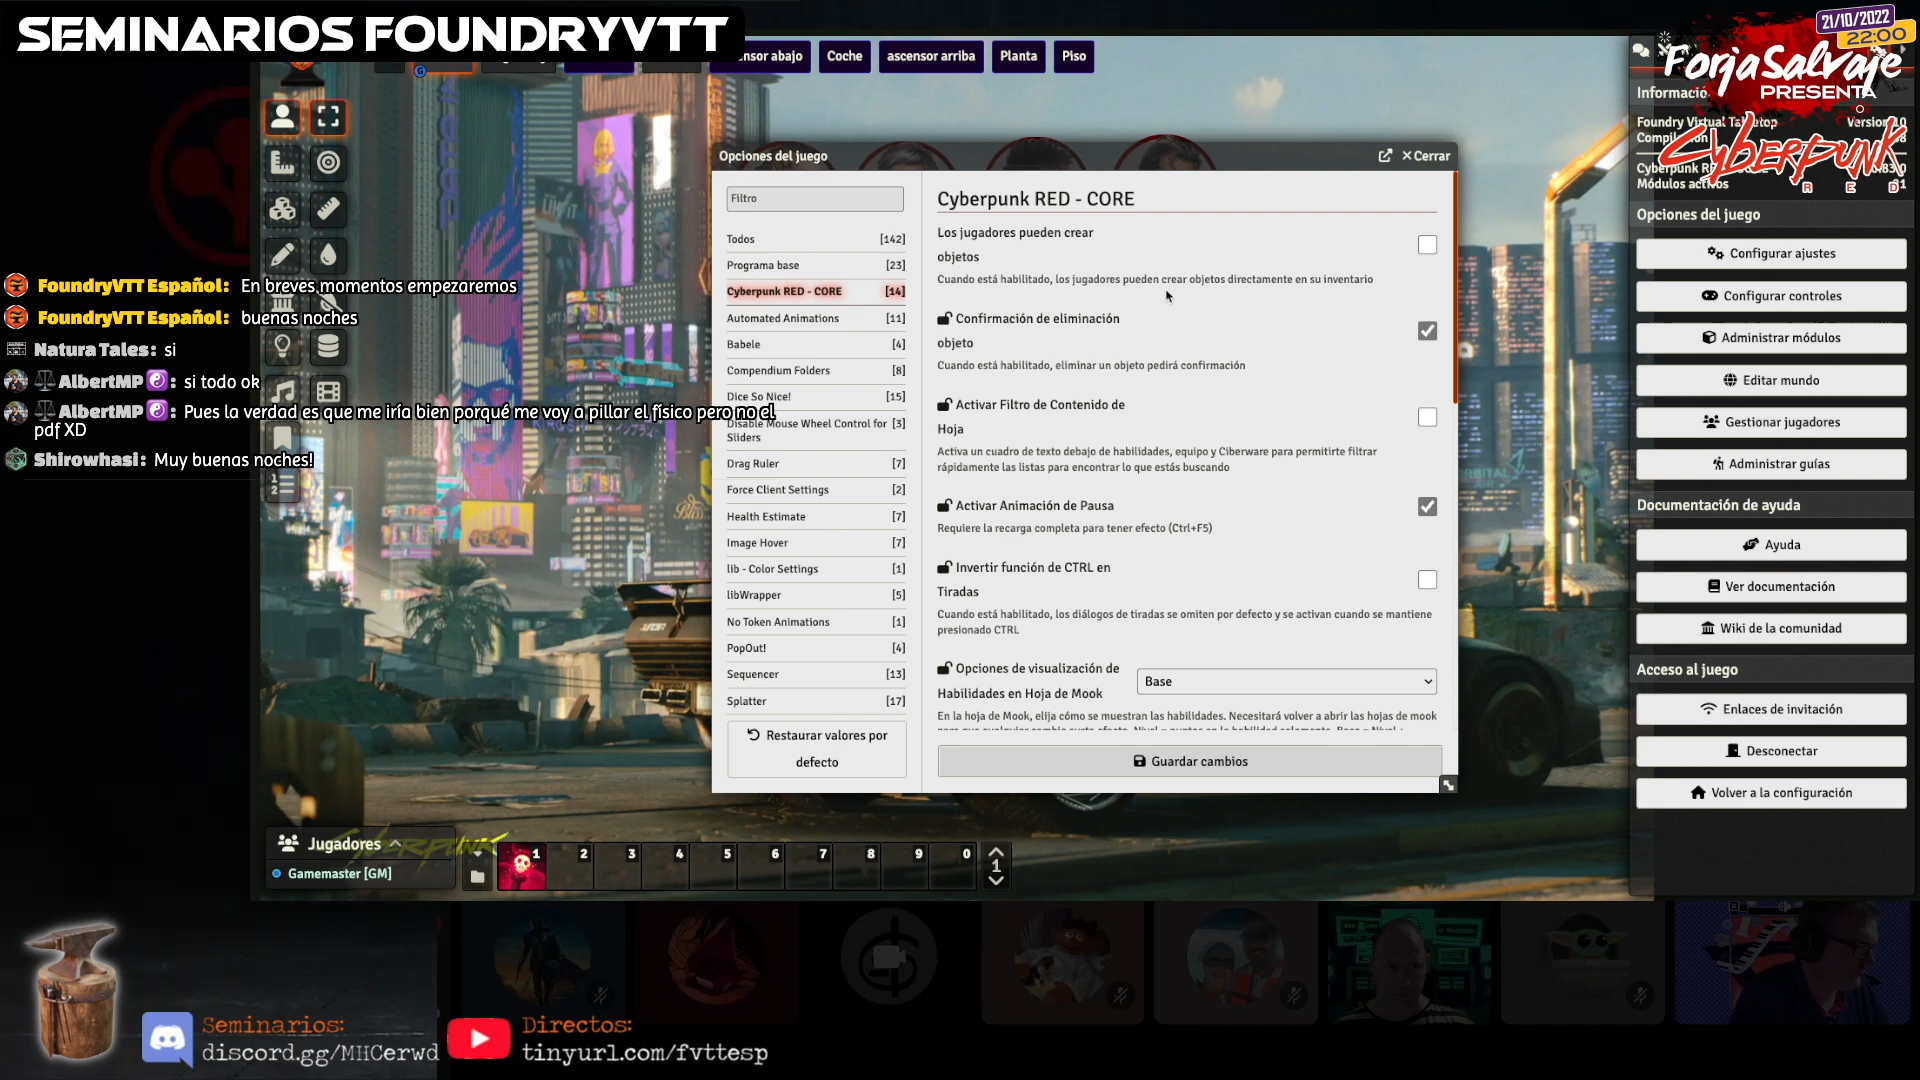 SEMINARIOS FOUNDRYVTT
nsor abajo
Coche
ascensor arriba
Planta
Piso
21/10/2022
22:00
ForjaSalvaje
PRESENTA
Cyberpunk
RED
FoundryVTT Español: En breves momentos empezaremos
FoundryVTT Español: buenas noches
Natura Tales: si
AlbertMP: si todo ok
AlbertMP: Pues la verdad es que me iría bien porqué me voy a pillar el físico pero no el
pdf XD
Shirowhasi: Muy buenas noches!
Opciones del juego
Cerrar
Filtro
Todos [142]
Programa base [23]
Cyberpunk RED - CORE [14]
Automated Animations [11]
Babele [4]
Compendium Folders [8]
Dice So Nice! [15]
Disable Mouse Wheel Control for [3]
Sliders
Drag Ruler [7]
Force Client Settings [2]
Health Estimate [7]
Image Hover [7]
lib - Color Settings [1]
libWrapper [5]
No Token Animations [1]
PopOut! [4]
Sequencer [13]
Splatter [17]
Restaurar valores por
defecto
Cyberpunk RED - CORE
Los jugadores pueden crear
objetos
Cuando está habilitado, los jugadores pueden crear objetos directamente en su inventario
Confirmación de eliminación
objeto
Cuando está habilitado, eliminar un objeto pedirá confirmación
Activar Filtro de Contenido de
Hoja
Activa un cuadro de texto debajo de habilidades, equipo y Ciberware para permitirte filtrar
rápidamente las listas para encontrar lo que estás buscando
Activar Animación de Pausa
Requiere la recarga completa para tener efecto (Ctrl+F5)
Invertir función de CTRL en
Tiradas
Cuando está habilitado, los diálogos de tiradas se omiten por defecto y se activan cuando se mantiene
presionado CTRL
Opciones de visualización de
Habilidades en Hoja de Mook
Base
En la hoja de Mook, elija cómo se muestran las habilidades. Necesitará volver a abrir las hojas de mook
Guardar cambios
Foundry Virtual Tabletop
Módulos activos
Opciones del juego
Configurar ajustes
Configurar controles
Administrar módulos
Editar mundo
Gestionar jugadores
Administrar guías
Documentación de ayuda
Ayuda
Ver documentación
Wiki de la comunidad
Acceso al juego
Enlaces de invitación
Desconectar
Volver a la configuración
Jugadores
Gamemaster [GM]
1 2 3 4 5 6 7 8 9 0
1
Seminarios:
discord.gg/MHCerwd
Directos:
tinyurl.com/fvttesp